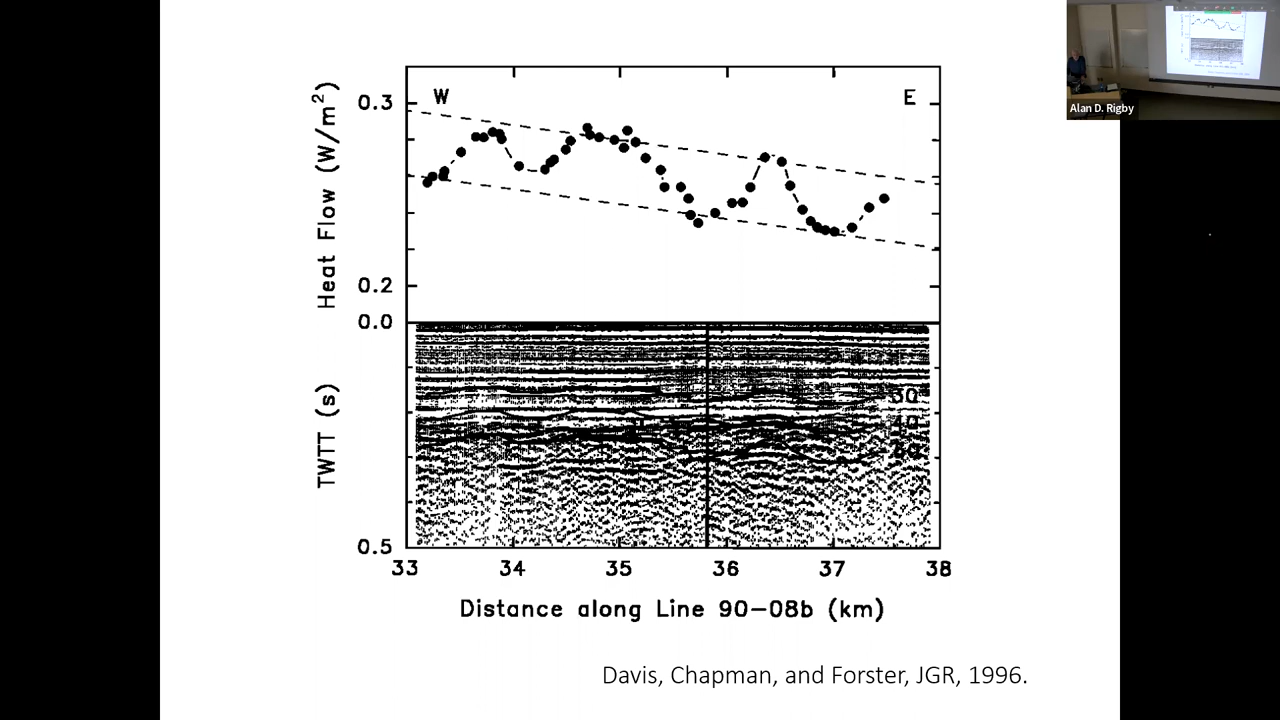 W
E
0.3
Heat Flow (W/m²)
0.2
0.0
TWTT (s)
30°
0.5
33 34 35 36 37 38
Distance along Line 90-08b (km)
Davis, Chapman, and Forster, JGR, 1996.
Alan D. Rigby